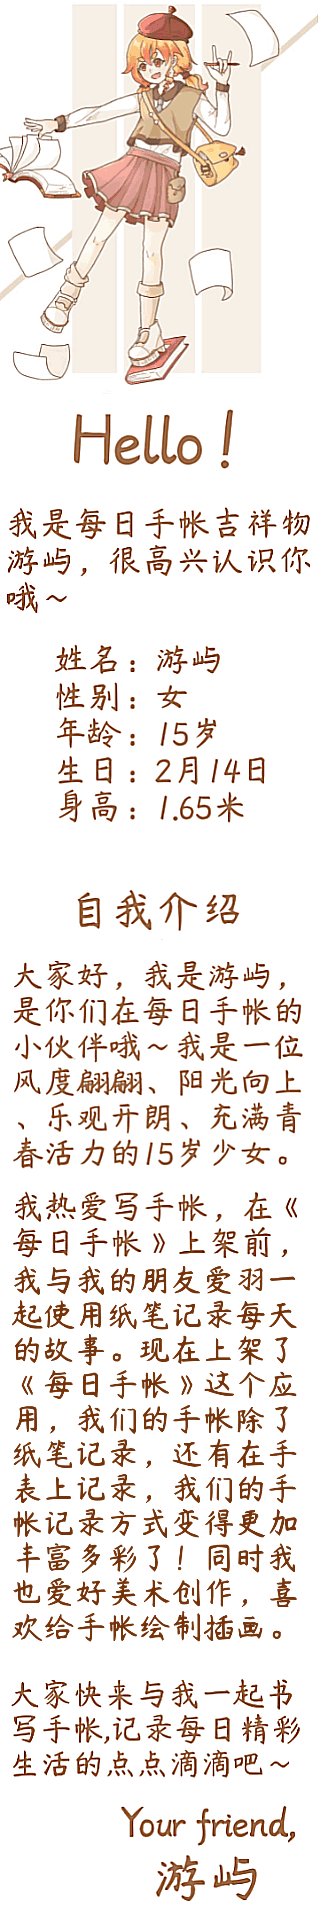 Hello！
我是每日手帐吉祥物
游屿，很高兴认识你
哦～
姓名：游屿
性别：女
年龄：15岁
生日：2月14日
身高：1.65米
自我介绍
大家好，我是游屿，
是你们在每日手帐的
小伙伴哦～我是一位
风度翩翩、阳光向上
、乐观开朗、充满青
春活力的15岁少女。
我热爱写手帐，在《
每日手帐》上架前，
我与我的朋友爱羽一
起使用纸笔记录每天
的故事。现在上架了
《每日手帐》这个应
用，我们的手帐除了
纸笔记录，还有在手
表上记录，我们的手
帐记录方式变得更加
丰富多彩了！同时我
也爱好美术创作，喜
欢给手帐绘制插画。
大家快来与我一起书
写手帐,记录每日精彩
生活的点点滴滴吧～
Your friend,
游屿